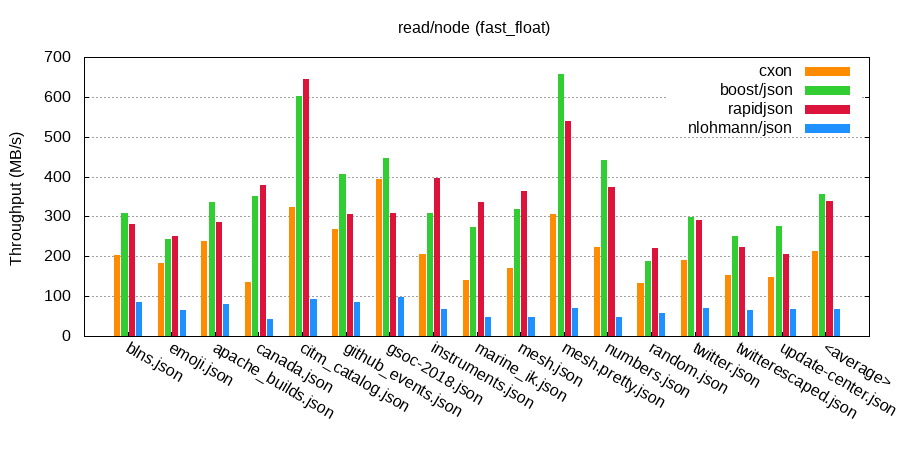 read/node (fast_float)
Throughput (MB/s)
700
600
500
400
300
200
100
0
cxon
boost/json
rapidjson
nlohmann/json
blns.json
emoji.json
apache_builds.json
canada.json
citm_catalog.json
github_events.json
gsoc-2018.json
instruments.json
marine_ik.json
mesh.json
mesh.pretty.json
numbers.json
random.json
twitter.json
twitterescaped.json
update-center.json
<average>